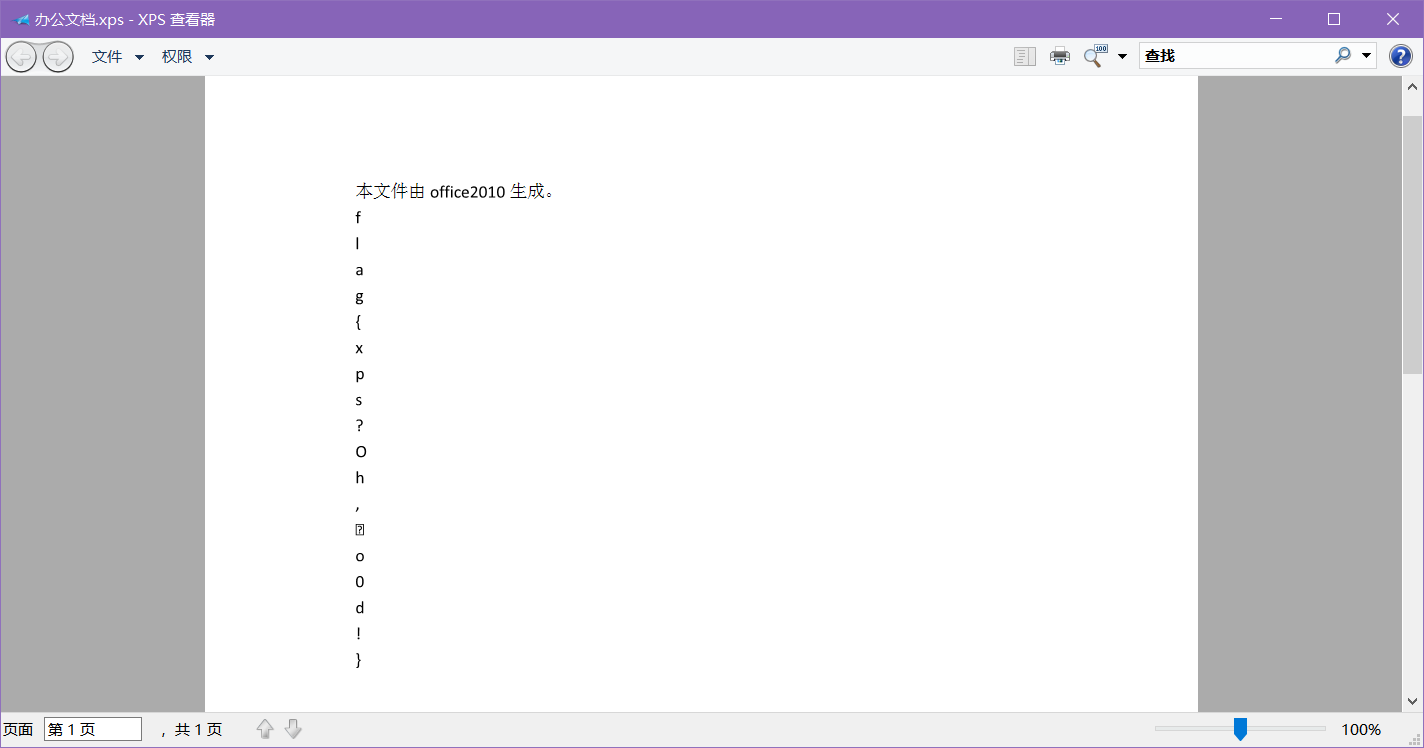 办公文档.xps - XPS 查看器
文件 权限 100 查找 ?
本文件由 office2010 生成。
f
l
a
g
{
x
p
s
?
O
h
,
o
0
d
!
}
页面 第 1 页 ，共 1 页 100%